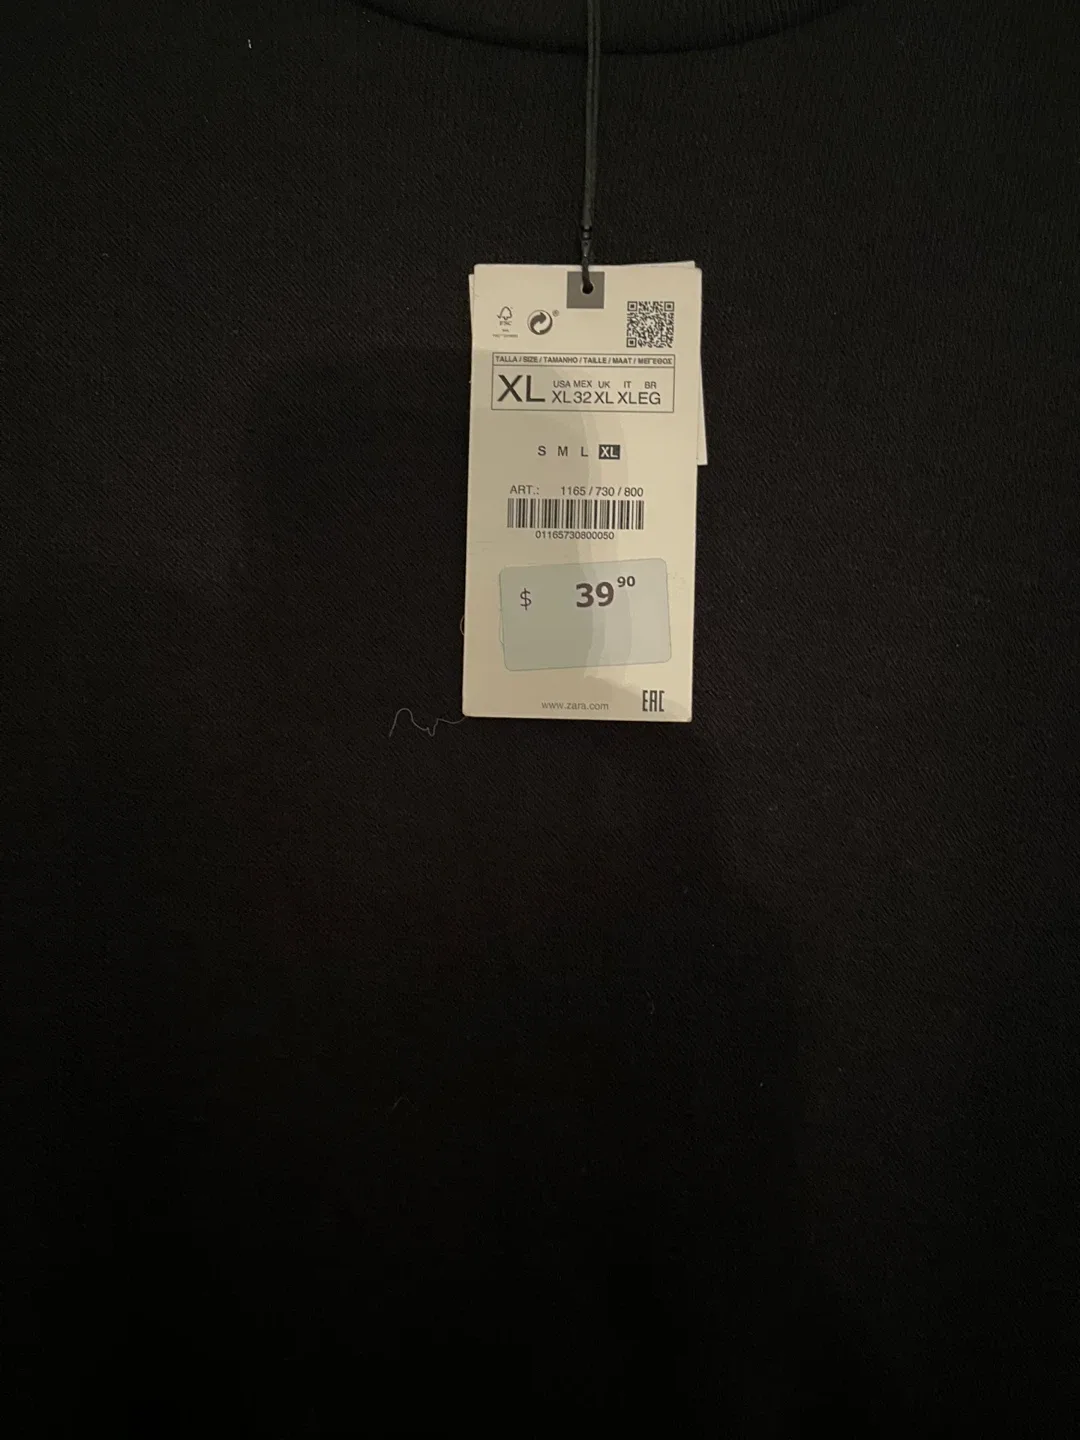 FSC
®
TALLA / SIZE / TAMANHO / TAILLE / MAAT / ΜΕΓΕΘΟΣ
XL
USA MEX UK IT BR
XL 32 XL XL EG
S M L XL
ART.: 1165 / 730 / 800
01165730800050
$ 39 90
www.zara.com
EAC